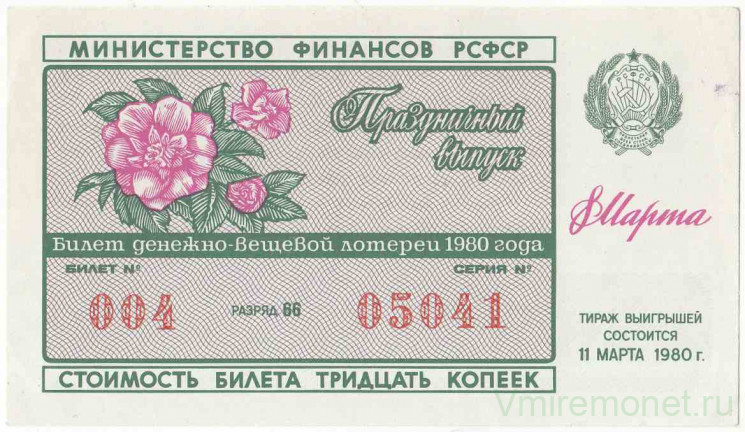 МИНИСТЕРСТВО ФИНАНСОВ РСФСР
Праздничный
выпуск
8 Марта
Билет денежно-вещевой лотереи 1980 года
БИЛЕТ №
СЕРИЯ №
004
РАЗРЯД 66
05041
ТИРАЖ ВЫИГРЫШЕЙ
СОСТОИТСЯ
11 МАРТА 1980 г.
СТОИМОСТЬ БИЛЕТА ТРИДЦАТЬ КОПЕЕК
Vmiremonet.ru